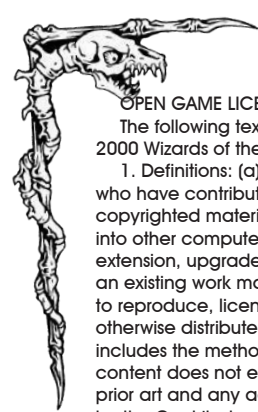 OPEN GAME LICE
The following tex
2000 Wizards of the
1. Definitions: (a)
who have contribut
copyrighted materi
into other compute
extension, upgrade
an existing work ma
to reproduce, licen
otherwise distribute
includes the metho
content does not e
prior art and any a